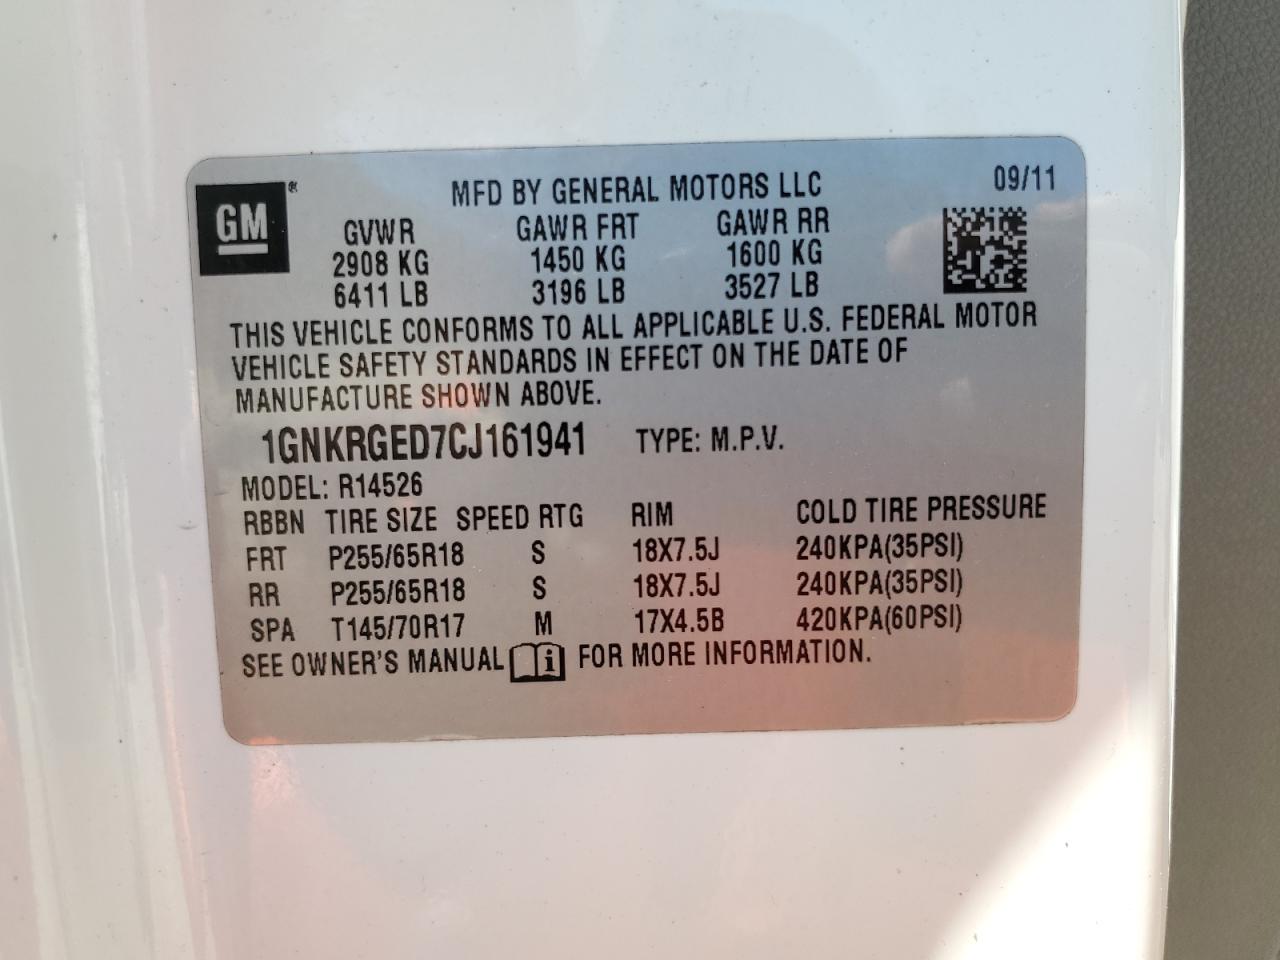 GM®
MFD BY GENERAL MOTORS LLC 09/11
GVWR GAWR FRT GAWR RR
2908 KG 1450 KG 1600 KG
6411 LB 3196 LB 3527 LB
THIS VEHICLE CONFORMS TO ALL APPLICABLE U.S. FEDERAL MOTOR
VEHICLE SAFETY STANDARDS IN EFFECT ON THE DATE OF
MANUFACTURE SHOWN ABOVE.
1GNKRGED7CJ161941 TYPE: M.P.V.
MODEL: R14526
RBBN TIRE SIZE SPEED RTG RIM COLD TIRE PRESSURE
FRT P255/65R18 S 18X7.5J 240KPA(35PSI)
RR P255/65R18 S 18X7.5J 240KPA(35PSI)
SPA T145/70R17 M 17X4.5B 420KPA(60PSI)
SEE OWNER'S MANUAL i FOR MORE INFORMATION.